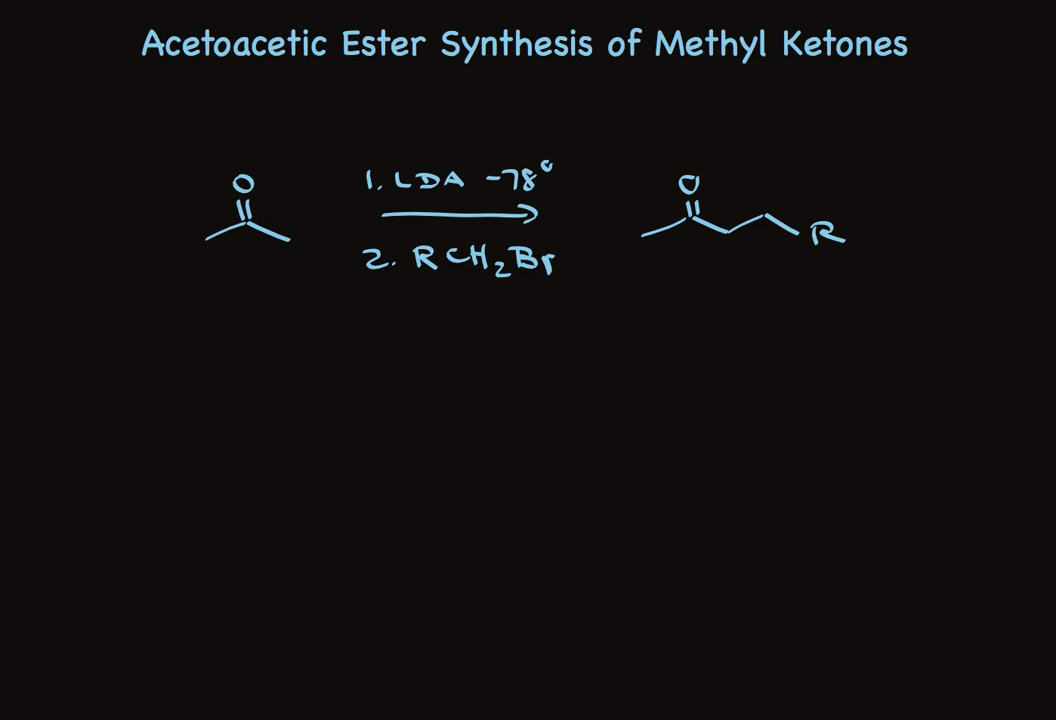 Acetoacetic Ester Synthesis of Methyl Ketones
O
1. LDA -78°
O
R
2. RCH₂Br